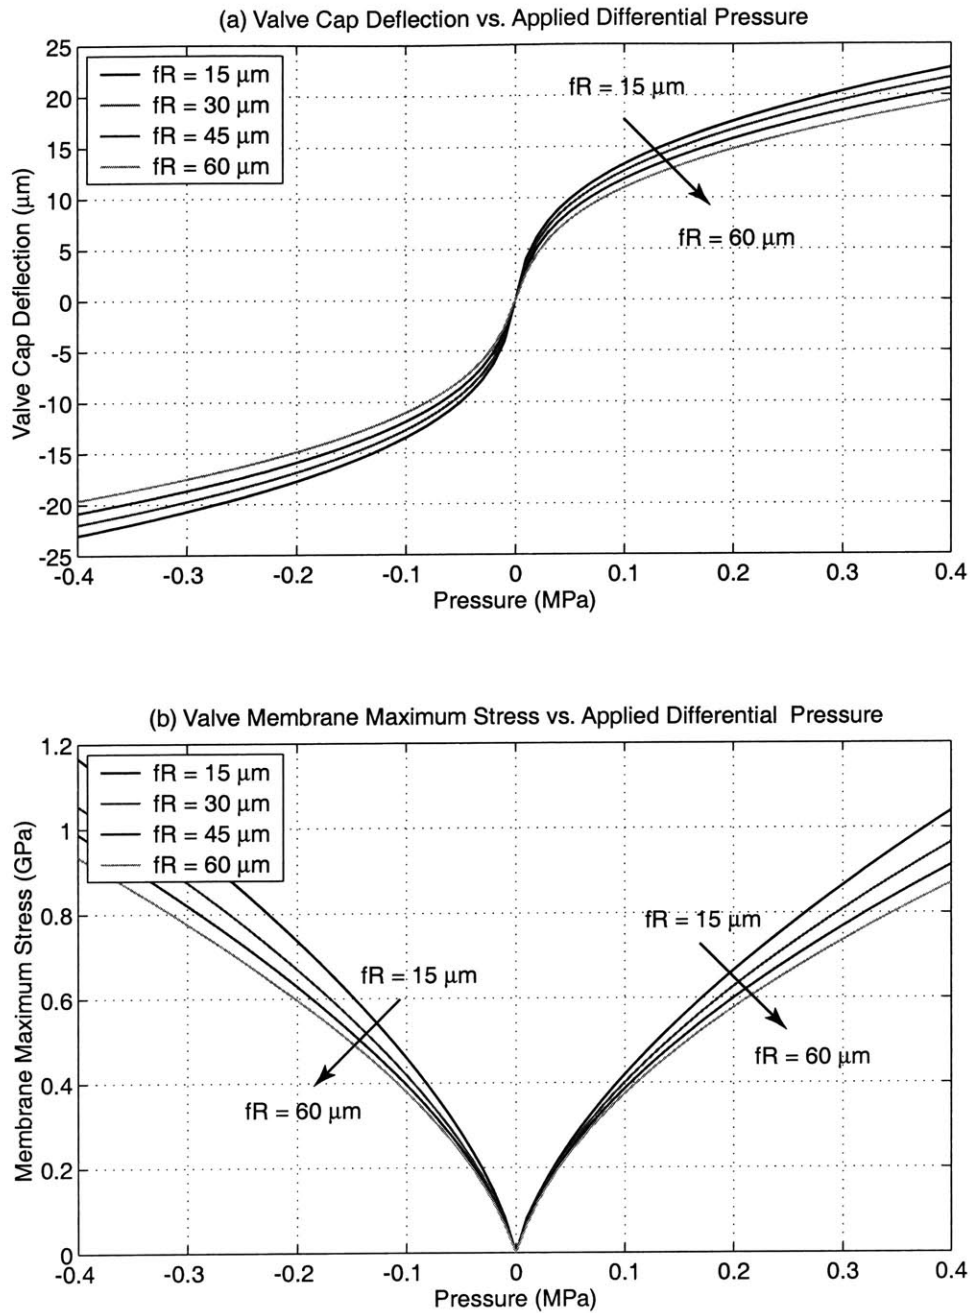 (a) Valve Cap Deflection vs. Applied Differential Pressure
25
20
15
10
5
0
-5
-10
-15
-20
-25
Valve Cap Deflection (μm)
fR = 15 μm
fR = 30 μm
fR = 45 μm
fR = 60 μm
fR = 15 μm
fR = 60 μm
-0.4 -0.3 -0.2 -0.1 0 0.1 0.2 0.3 0.4
Pressure (MPa)
(b) Valve Membrane Maximum Stress vs. Applied Differential Pressure
1.2
1
0.8
0.6
0.4
0.2
0
Membrane Maximum Stress (GPa)
fR = 15 μm
fR = 30 μm
fR = 45 μm
fR = 60 μm
fR = 15 μm
fR = 60 μm
fR = 15 μm
fR = 60 μm
-0.4 -0.3 -0.2 -0.1 0 0.1 0.2 0.3 0.4
Pressure (MPa)